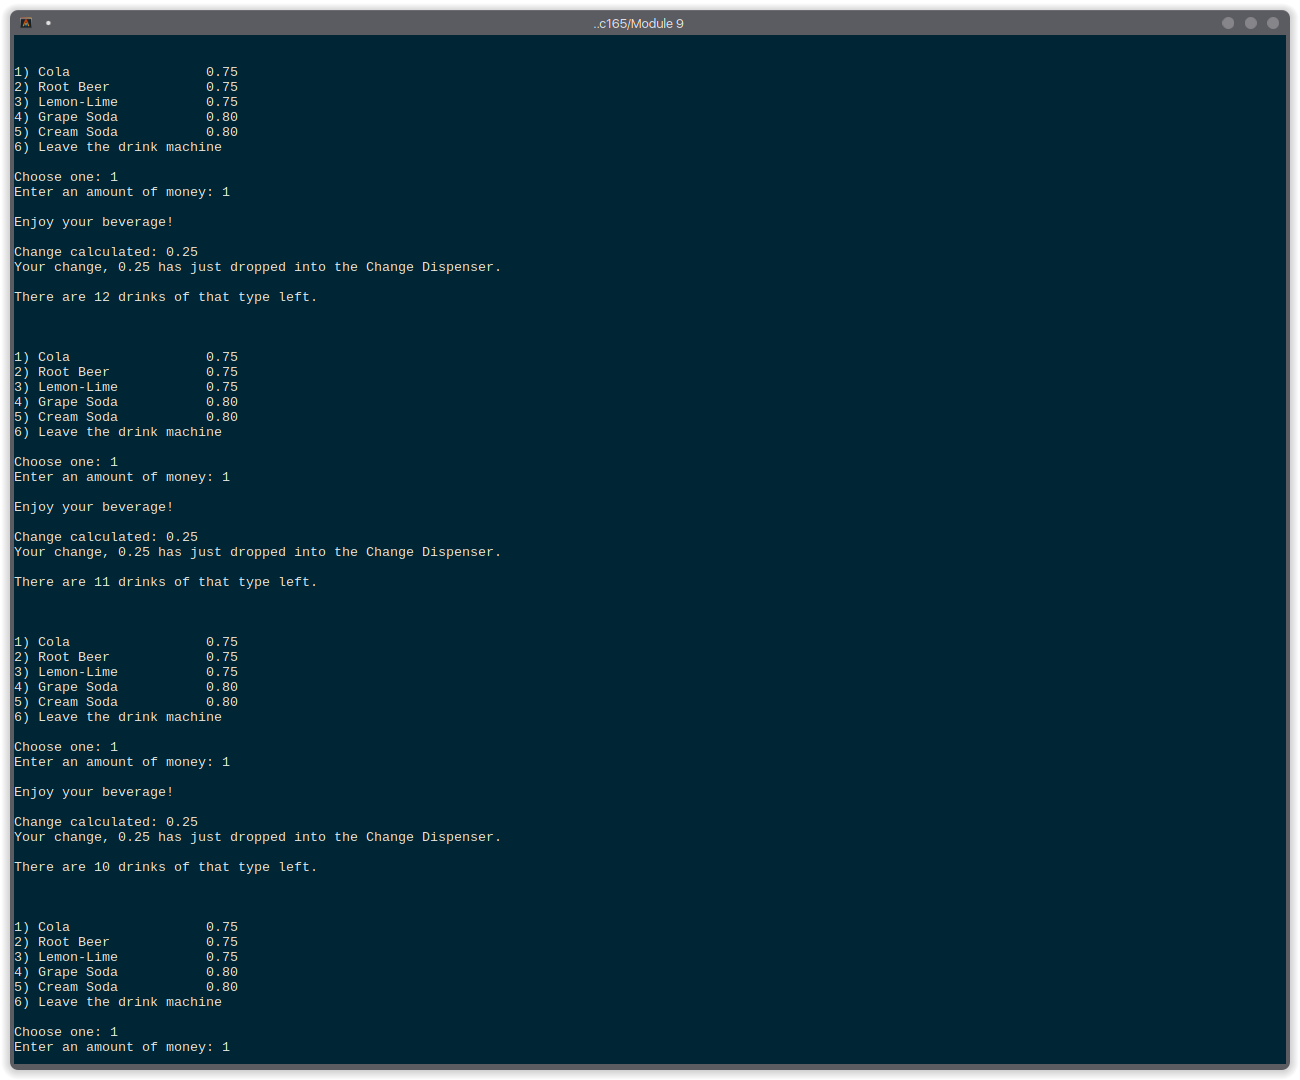 ..c165/Module 9
1) Cola                 0.75
2) Root Beer            0.75
3) Lemon-Lime           0.75
4) Grape Soda           0.80
5) Cream Soda           0.80
6) Leave the drink machine
Choose one: 1
Enter an amount of money: 1
Enjoy your beverage!
Change calculated: 0.25
Your change, 0.25 has just dropped into the Change Dispenser.
There are 12 drinks of that type left.
1) Cola                 0.75
2) Root Beer            0.75
3) Lemon-Lime           0.75
4) Grape Soda           0.80
5) Cream Soda           0.80
6) Leave the drink machine
Choose one: 1
Enter an amount of money: 1
Enjoy your beverage!
Change calculated: 0.25
Your change, 0.25 has just dropped into the Change Dispenser.
There are 11 drinks of that type left.
1) Cola                 0.75
2) Root Beer            0.75
3) Lemon-Lime           0.75
4) Grape Soda           0.80
5) Cream Soda           0.80
6) Leave the drink machine
Choose one: 1
Enter an amount of money: 1
Enjoy your beverage!
Change calculated: 0.25
Your change, 0.25 has just dropped into the Change Dispenser.
There are 10 drinks of that type left.
1) Cola                 0.75
2) Root Beer            0.75
3) Lemon-Lime           0.75
4) Grape Soda           0.80
5) Cream Soda           0.80
6) Leave the drink machine
Choose one: 1
Enter an amount of money: 1